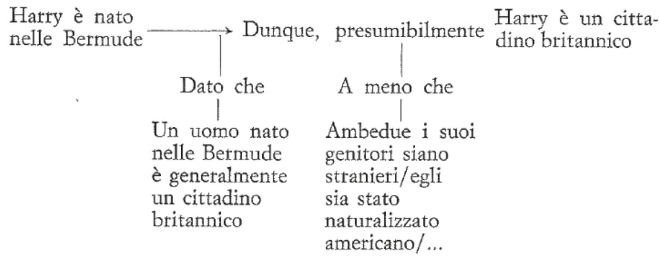 Harry è nato
nelle Bermude
Dunque, presumibilmente
Harry è un citta-
dino britannico
Dato che
Un uomo nato
nelle Bermude
è generalmente
un cittadino
britannico
A meno che
Ambedue i suoi
genitori siano
stranieri/egli
sia stato
naturalizzato
americano/...